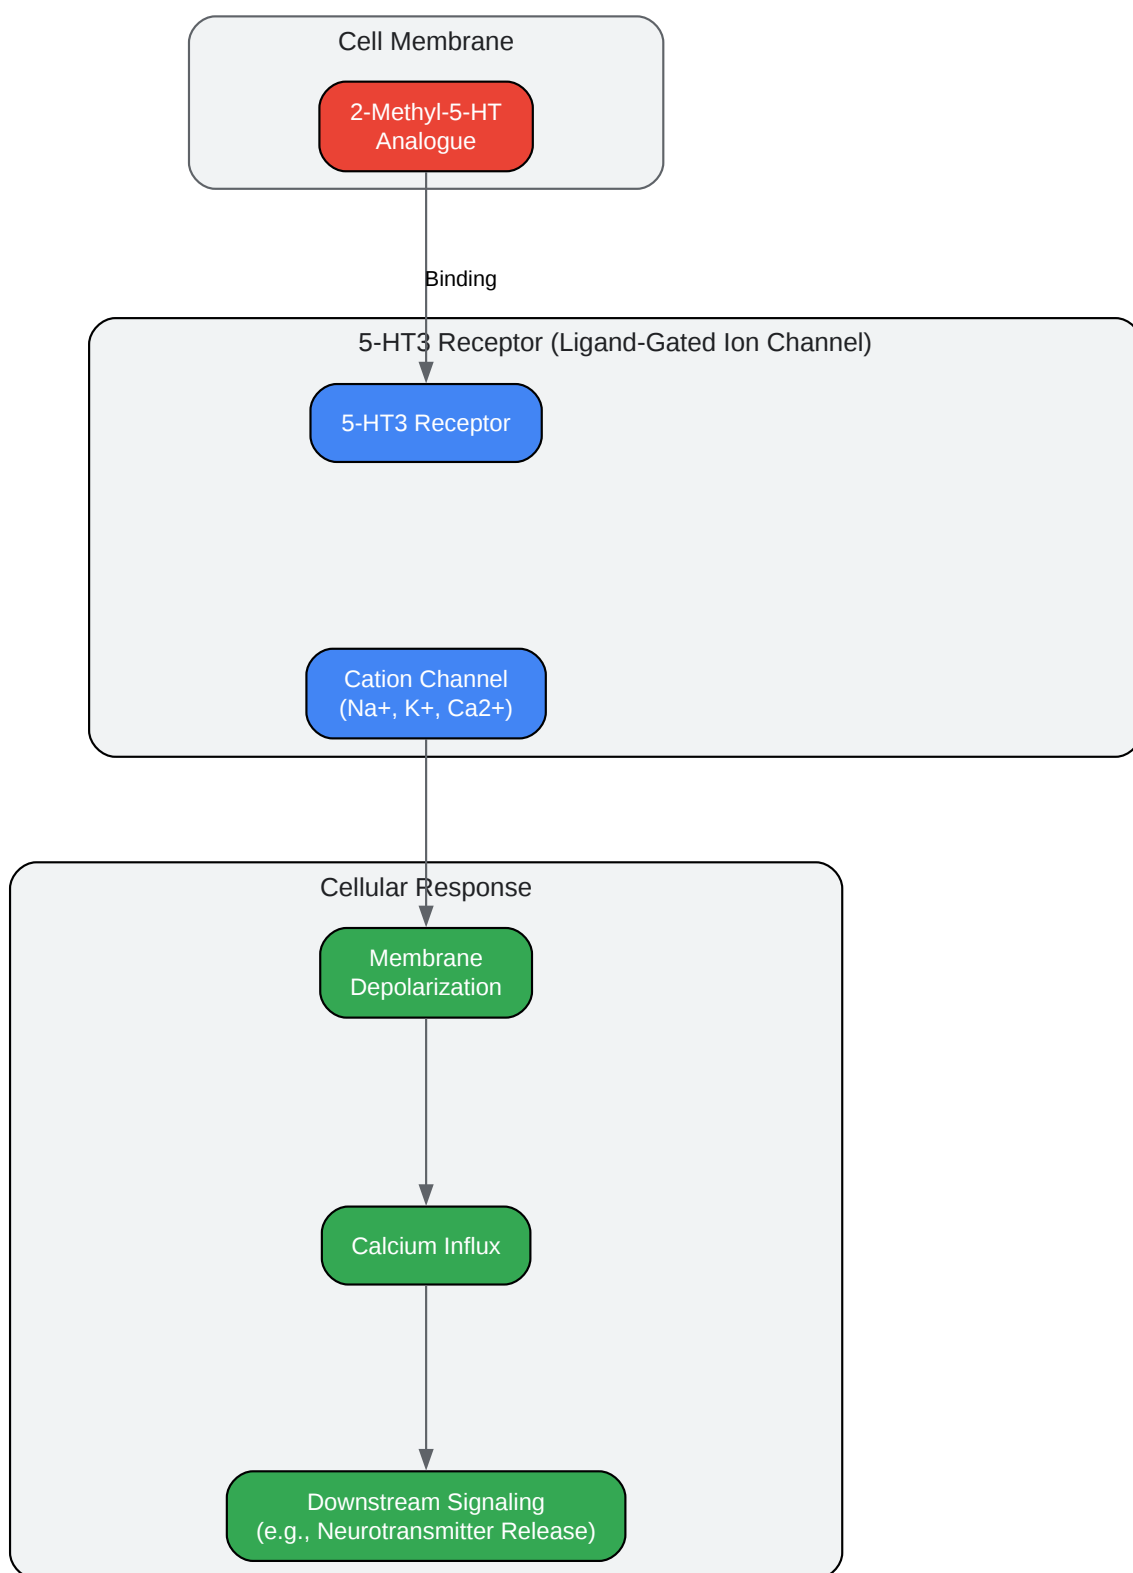 Cell Membrane
2-Methyl-5-HT
Analogue
Binding
5-HT3 Receptor (Ligand-Gated Ion Channel)
5-HT3 Receptor
Cation Channel
(Na+, K+, Ca2+)
Cellular Response
Membrane
Depolarization
Calcium Influx
Downstream Signaling
(e.g., Neurotransmitter Release)